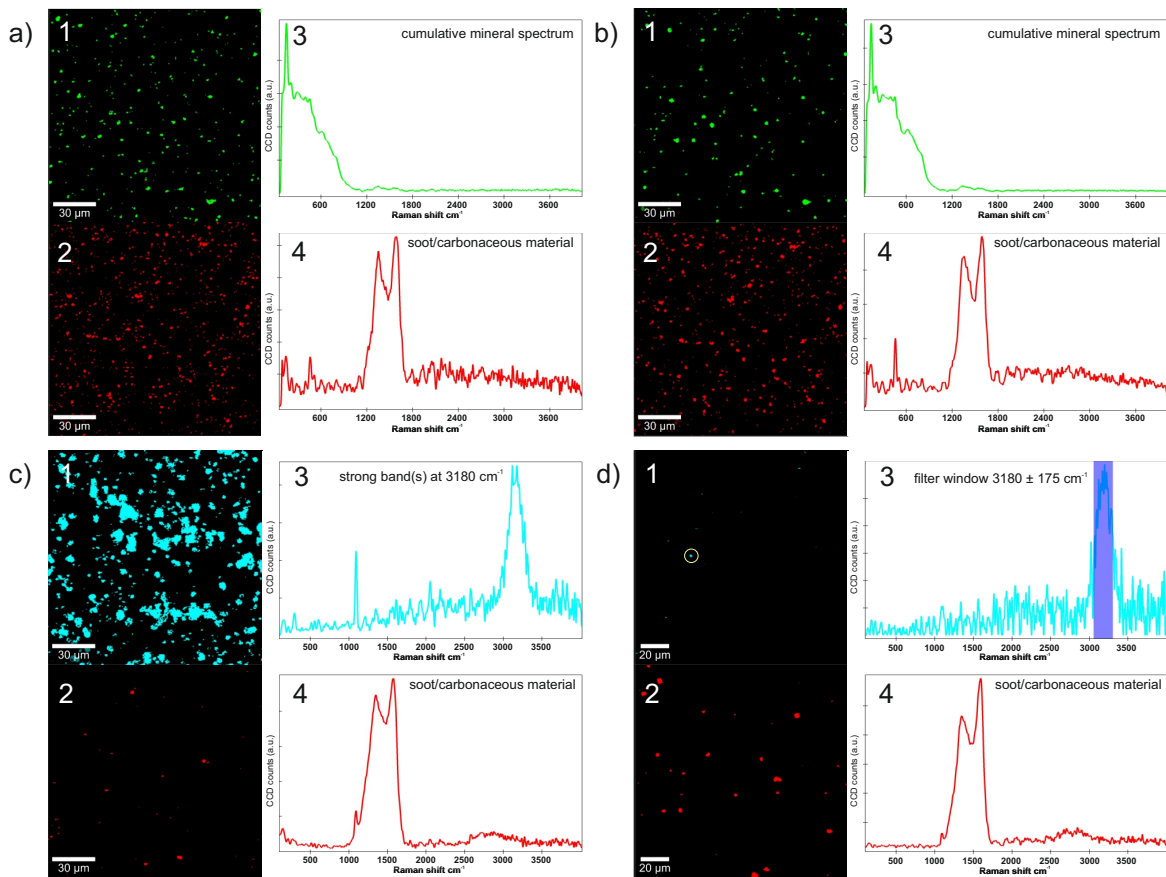 a)
1
30 µm
2
30 µm
3
cumulative mineral spectrum
CCD counts (a.u.)
600 1200 1800 2400 3000 3600
Raman shift cm⁻¹
4
soot/carbonaceous material
CCD counts (a.u.)
600 1200 1800 2400 3000 3600
Raman shift cm⁻¹
b)
1
30 µm
2
30 µm
3
cumulative mineral spectrum
CCD counts (a.u.)
600 1200 1800 2400 3000 3600
Raman shift cm⁻¹
4
soot/carbonaceous material
CCD counts (a.u.)
600 1200 1800 2400 3000 3600
Raman shift cm⁻¹
c)
1
30 µm
2
30 µm
3
strong band(s) at 3180 cm⁻¹
CCD counts (a.u.)
500 1000 1500 2000 2500 3000 3500
Raman shift cm⁻¹
4
soot/carbonaceous material
CCD counts (a.u.)
500 1000 1500 2000 2500 3000 3500
Raman shift cm⁻¹
d)
1
20 µm
2
20 µm
3
filter window 3180 ± 175 cm⁻¹
CCD counts (a.u.)
500 1000 1500 2000 2500 3000 3500
Raman shift cm⁻¹
4
soot/carbonaceous material
CCD counts (a.u.)
500 1000 1500 2000 2500 3000 3500
Raman shift cm⁻¹